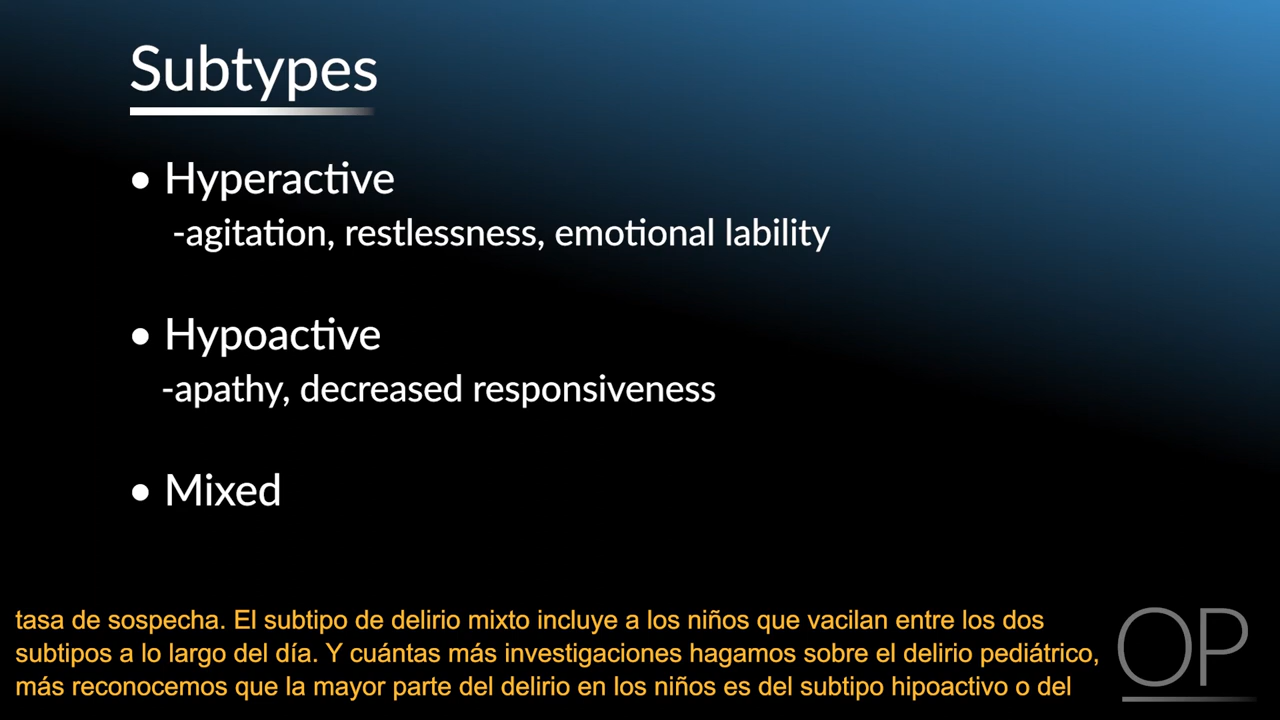 Subtypes
• Hyperactive
-agitation, restlessness, emotional lability
• Hypoactive
-apathy, decreased responsiveness
• Mixed
tasa de sospecha. El subtipo de delirio mixto incluye a los niños que vacilan entre los dos
subtipos a lo largo del día. Y cuántas más investigaciones hagamos sobre el delirio pediátrico,
más reconocemos que la mayor parte del delirio en los niños es del subtipo hipoactivo o del
OP